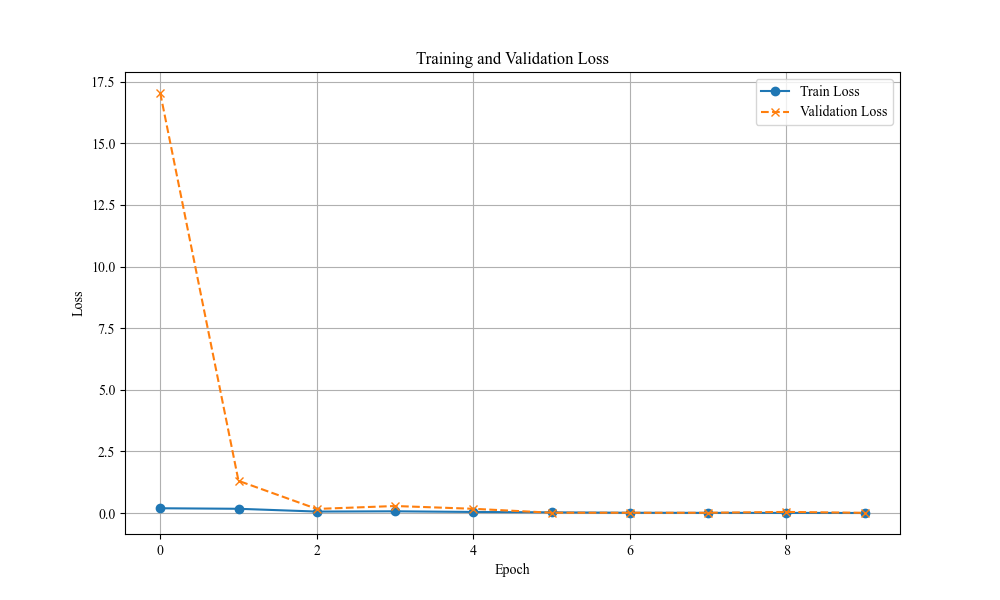 Training and Validation Loss
Train Loss
Validation Loss
17.5
15.0
12.5
10.0
7.5
5.0
2.5
0.0
Loss
0 2 4 6 8
Epoch